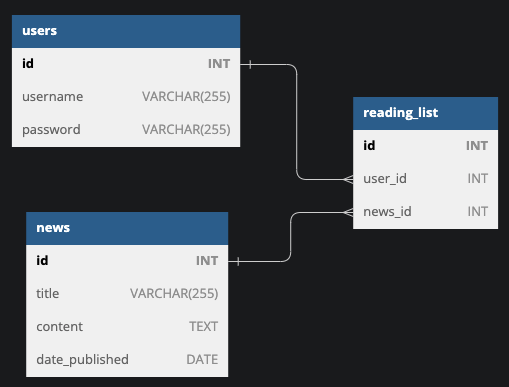 users
id INT
username VARCHAR(255)
password VARCHAR(255)
reading_list
id INT
user_id INT
news_id INT
news
id INT
title VARCHAR(255)
content TEXT
date_published DATE